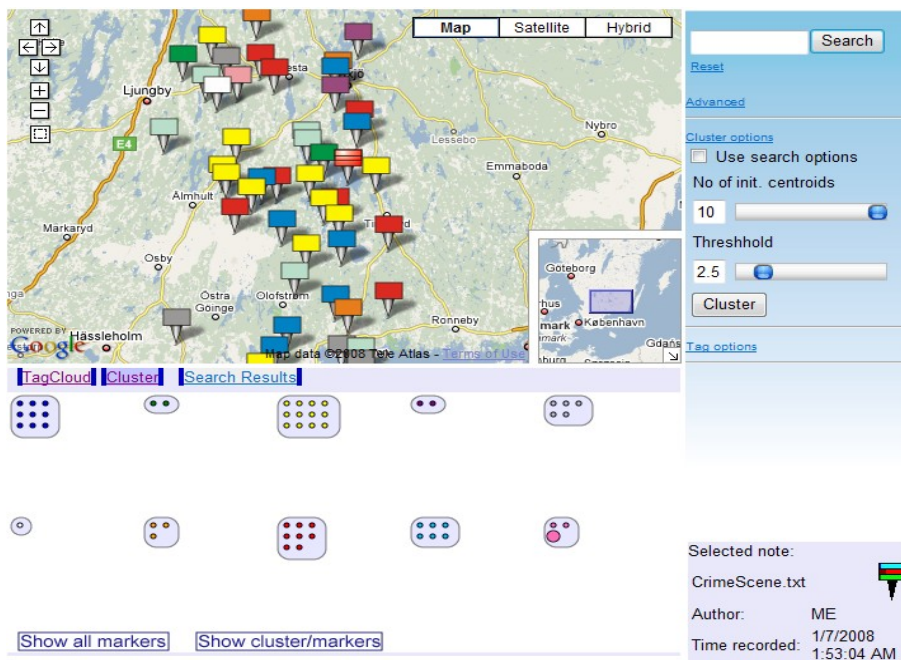 Map
Satellite
Hybrid
Ljungby
Nybro
E4
Lessebo
Emmaboda
Älmhult
Markaryd
Osby
Östra
Göinge
Olofström
Ronneby
Hässleholm
POWERED BY
Google
Map data ©2008 Tele Atlas - Terms of Use
Göteborg
mark
København
TagCloud
Cluster
Search Results
Show all markers
Show cluster/markers
Search
Reset
Advanced
Cluster options
Use search options
No of init. centroids
10
Threshhold
2.5
Cluster
Tag options
Selected note:
CrimeScene.txt
Author: ME
Time recorded: 1/7/2008
1:53:04 AM